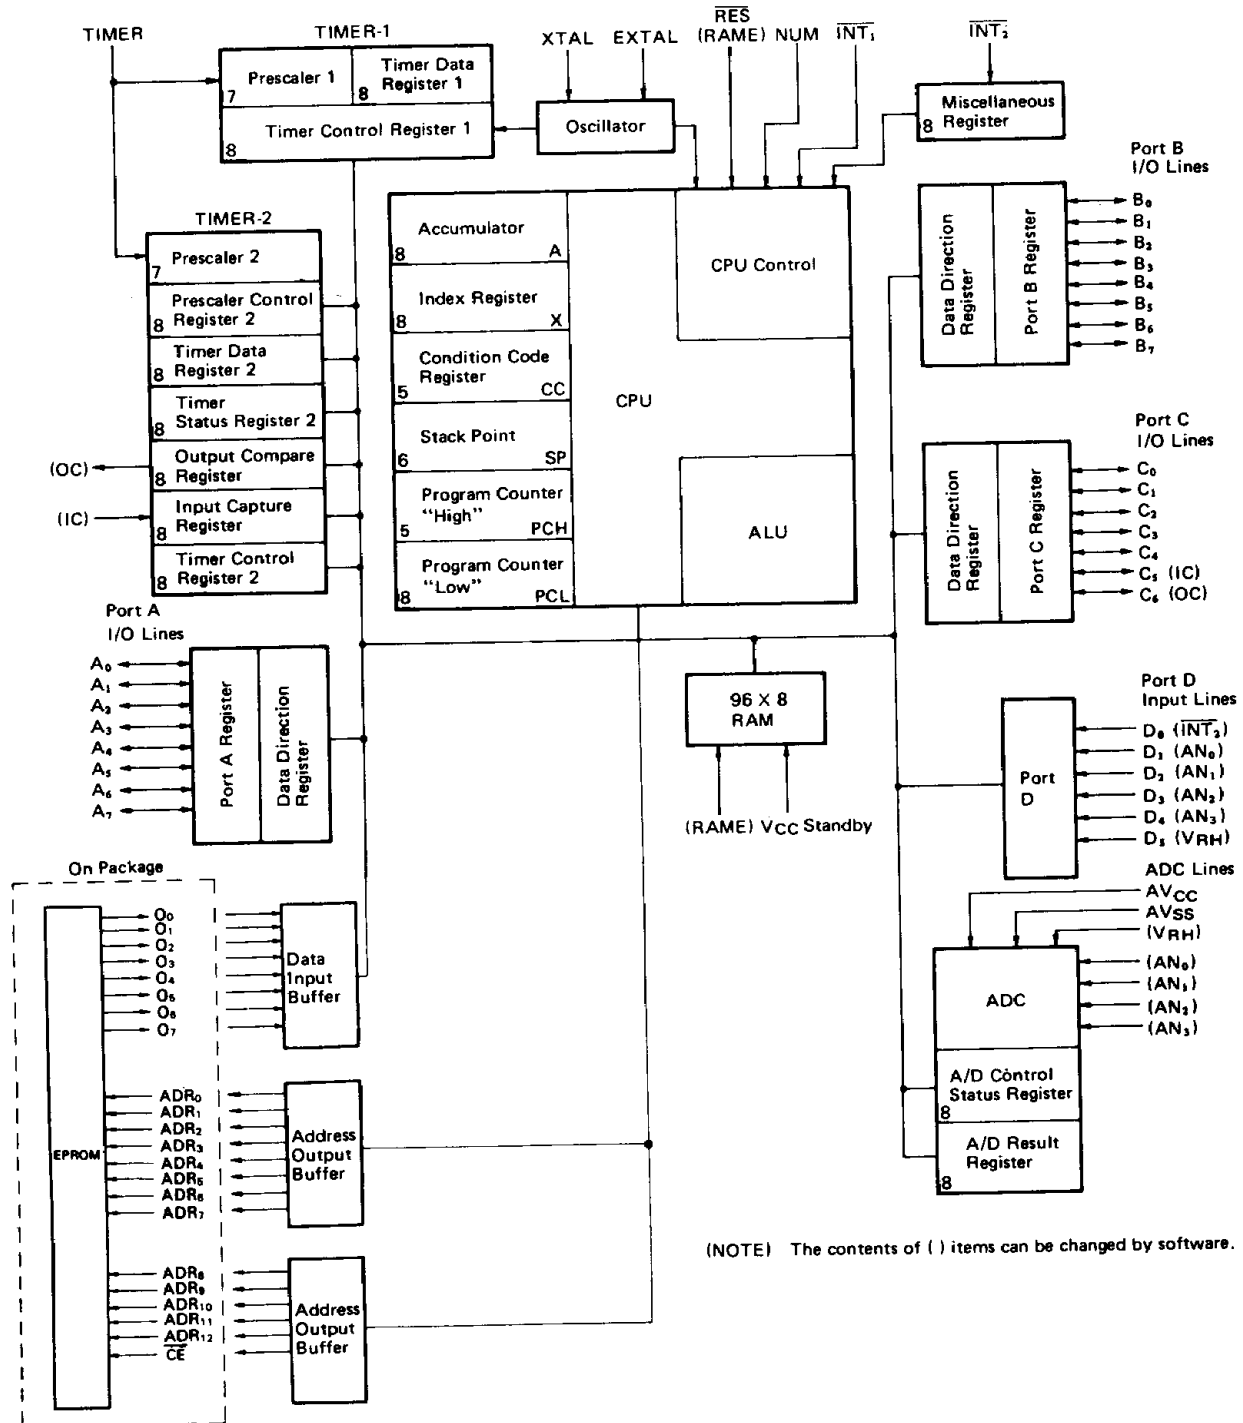 TIMER
TIMER-1
XTAL EXTAL
RES
(RAME) NUM INT₁
INT₂
Prescaler 1
7
Timer Data
Register 1
8
Timer Control Register 1
8
Oscillator
Miscellaneous
Register
8
TIMER-2
Prescaler 2
7
Prescaler Control
Register 2
8
Timer Data
Register 2
8
Timer
Status Register 2
8
(OC)
Output Compare
Register
8
(IC)
Input Capture
Register
8
Timer Control
Register 2
8
Accumulator
8 A
Index Register
8 X
Condition Code
Register
5 CC
Stack Point
6 SP
Program Counter
"High"
5 PCH
Program Counter
"Low"
8 PCL
CPU
CPU Control
ALU
Port B
I/O Lines
Data Direction
Register
Port B Register
B₀
B₁
B₂
B₃
B₄
B₅
B₆
B₇
Port C
I/O Lines
Data Direction
Register
Port C Register
C₀
C₁
C₂
C₃
C₄
C₅ (IC)
C₆ (OC)
Port A
I/O Lines
A₀
A₁
A₂
A₃
A₄
A₅
A₆
A₇
Port A Register
Data Direction
Register
96 X 8
RAM
(RAME) VCC Standby
Port D
Input Lines
Port
D
D₀ (INT₂)
D₁ (AN₀)
D₂ (AN₁)
D₃ (AN₂)
D₄ (AN₃)
D₅ (VRH)
ADC Lines
AVCC
AVSS
(VRH)
(AN₀)
(AN₁)
(AN₂)
(AN₃)
ADC
A/D Control
Status Register
8
A/D Result
Register
8
On Package
EPROM
O₀
O₁
O₂
O₃
O₄
O₅
O₆
O₇
Data
Input
Buffer
ADR₀
ADR₁
ADR₂
ADR₃
ADR₄
ADR₅
ADR₆
ADR₇
Address
Output
Buffer
ADR₈
ADR₉
ADR₁₀
ADR₁₁
ADR₁₂
CE
Address
Output
Buffer
(NOTE) The contents of ( ) items can be changed by software.